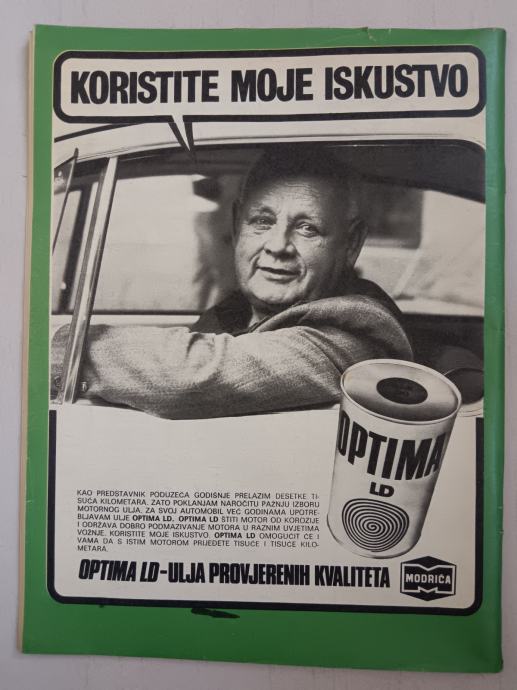 KORISTITE MOJE ISKUSTVO
OPTIMA
LD
KAO PREDSTAVNIK PODUZEĆA GODIŠNJE PRELAZIM DESETKE TI-
SUĆA KILOMETARA. ZATO POKLANJAM NAROČITU PAŽNJU IZBORU
MOTORNOG ULJA. ZA SVOJ AUTOMOBIL VEĆ GODINAMA UPOTRE-
BLJAVAM ULJE OPTIMA LD. OPTIMA LD ŠTITI MOTOR OD KOROZIJE
I ODRŽAVA DOBRO PODMAZIVANJE MOTORA U RAZNIM UVJETIMA
VOŽNJE. KORISTITE MOJE ISKUSTVO. OPTIMA LD OMOGUĆIT ĆE I
VAMA DA S ISTIM MOTOROM PRIJEĐETE TISUĆE I TISUĆE KILO-
METARA.
OPTIMA LD-ULJA PROVJERENIH KVALITETA
MODRIČA